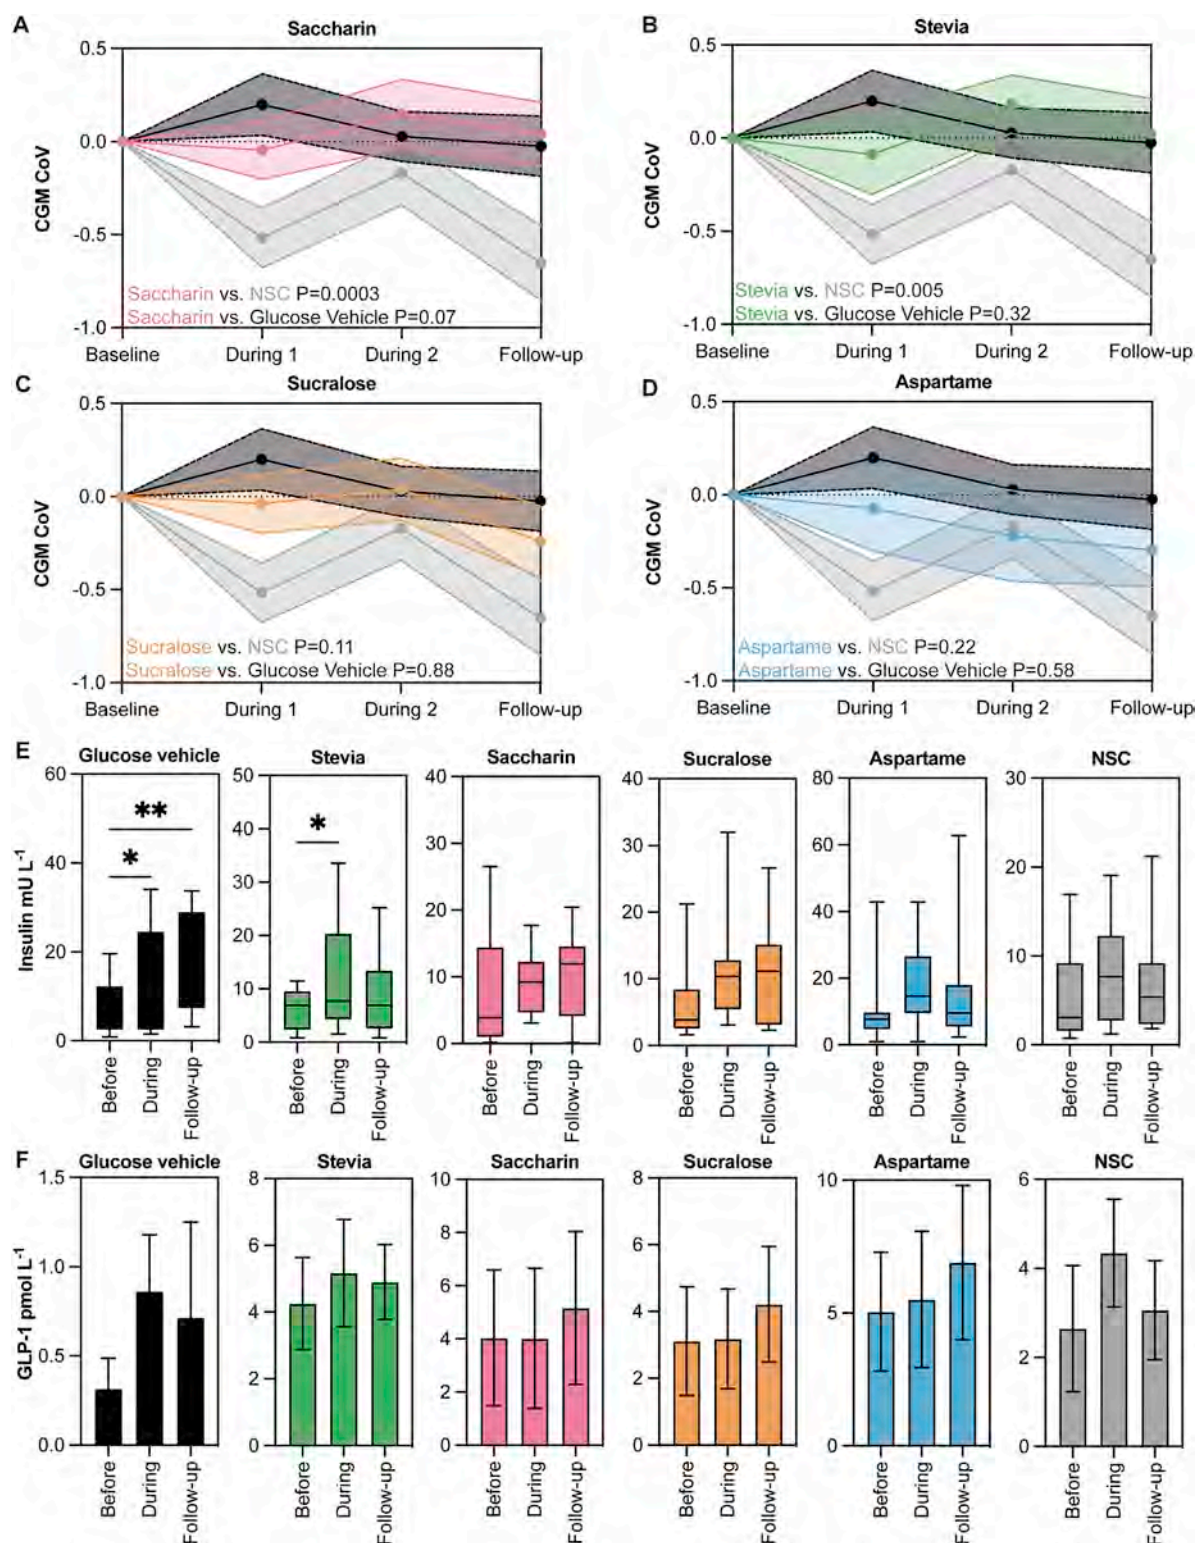 A
Saccharin
0.5
0.0
-0.5
-1.0
CGM CoV
Saccharin vs. NSC P=0.0003
Saccharin vs. Glucose Vehicle P=0.07
Baseline During 1 During 2 Follow-up
B
Stevia
0.5
0.0
-0.5
-1.0
CGM CoV
Stevia vs. NSC P=0.005
Stevia vs. Glucose Vehicle P=0.32
Baseline During 1 During 2 Follow-up
C
Sucralose
0.5
0.0
-0.5
-1.0
CGM CoV
Sucralose vs. NSC P=0.11
Sucralose vs. Glucose Vehicle P=0.88
Baseline During 1 During 2 Follow-up
D
Aspartame
0.5
0.0
-0.5
-1.0
CGM CoV
Aspartame vs. NSC P=0.22
Aspartame vs. Glucose Vehicle P=0.58
Baseline During 1 During 2 Follow-up
E
Insulin mU L⁻¹
Glucose vehicle
60
40
20
0
**
*
Before During Follow-up
Stevia
50
40
30
20
10
0
*
Before During Follow-up
Saccharin
40
30
20
10
0
Before During Follow-up
Sucralose
40
30
20
10
0
Before During Follow-up
Aspartame
80
60
40
20
0
Before During Follow-up
NSC
30
20
10
0
Before During Follow-up
F
GLP-1 pmol L⁻¹
Glucose vehicle
1.5
1.0
0.5
0.0
Before During Follow-up
Stevia
8
6
4
2
0
Before During Follow-up
Saccharin
10
8
6
4
2
0
Before During Follow-up
Sucralose
8
6
4
2
0
Before During Follow-up
Aspartame
10
5
0
Before During Follow-up
NSC
6
4
2
0
Before During Follow-up